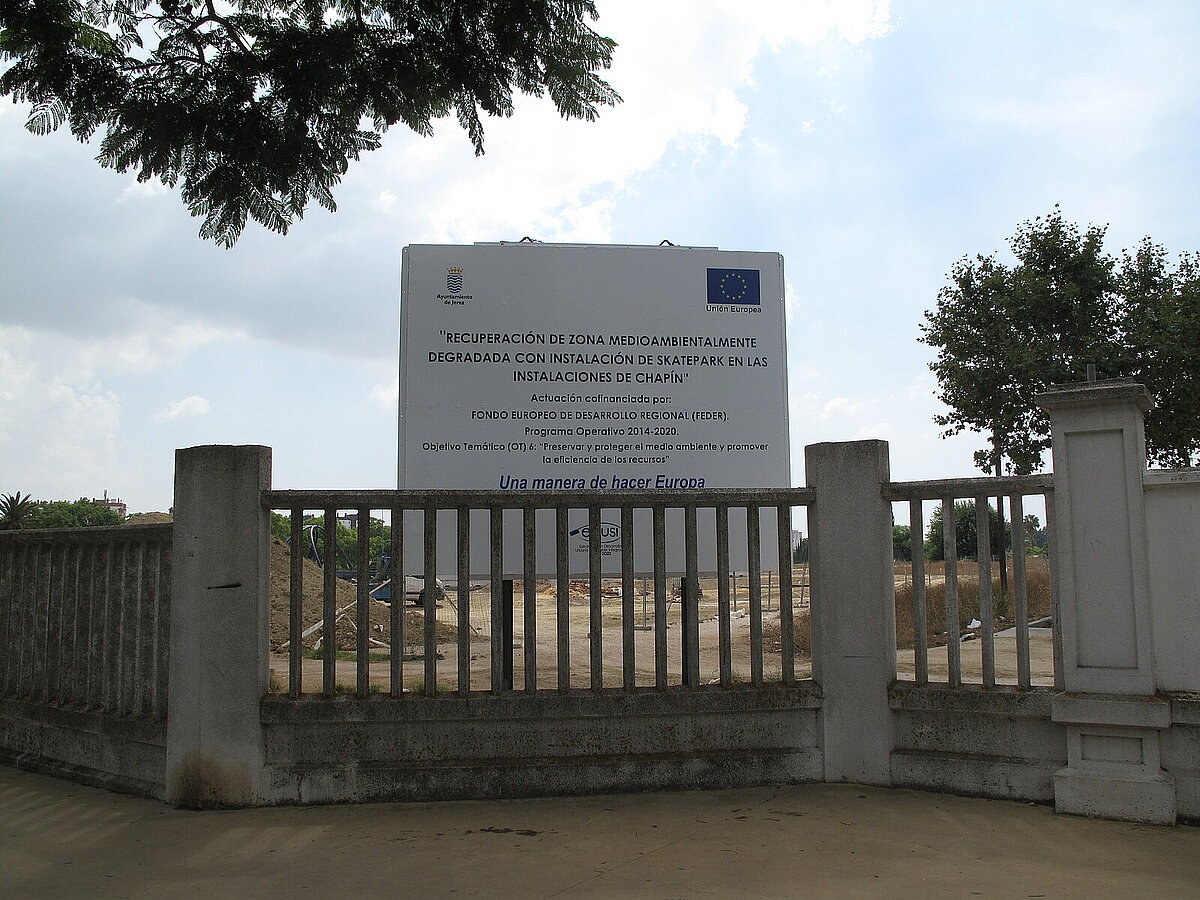 Ayuntamiento
de Jerez
Unión Europea
"RECUPERACIÓN DE ZONA MEDIOAMBIENTALMENTE
DEGRADADA CON INSTALACIÓN DE SKATEPARK EN LAS
INSTALACIONES DE CHAPÍN"
Actuación cofinanciada por:
FONDO EUROPEO DE DESARROLLO REGIONAL (FEDER).
Programa Operativo 2014-2020.
Objetivo Temático (OT) 6: "Preservar y proteger el medio ambiente y promover
la eficiencia de los recursos"
Una manera de hacer Europa